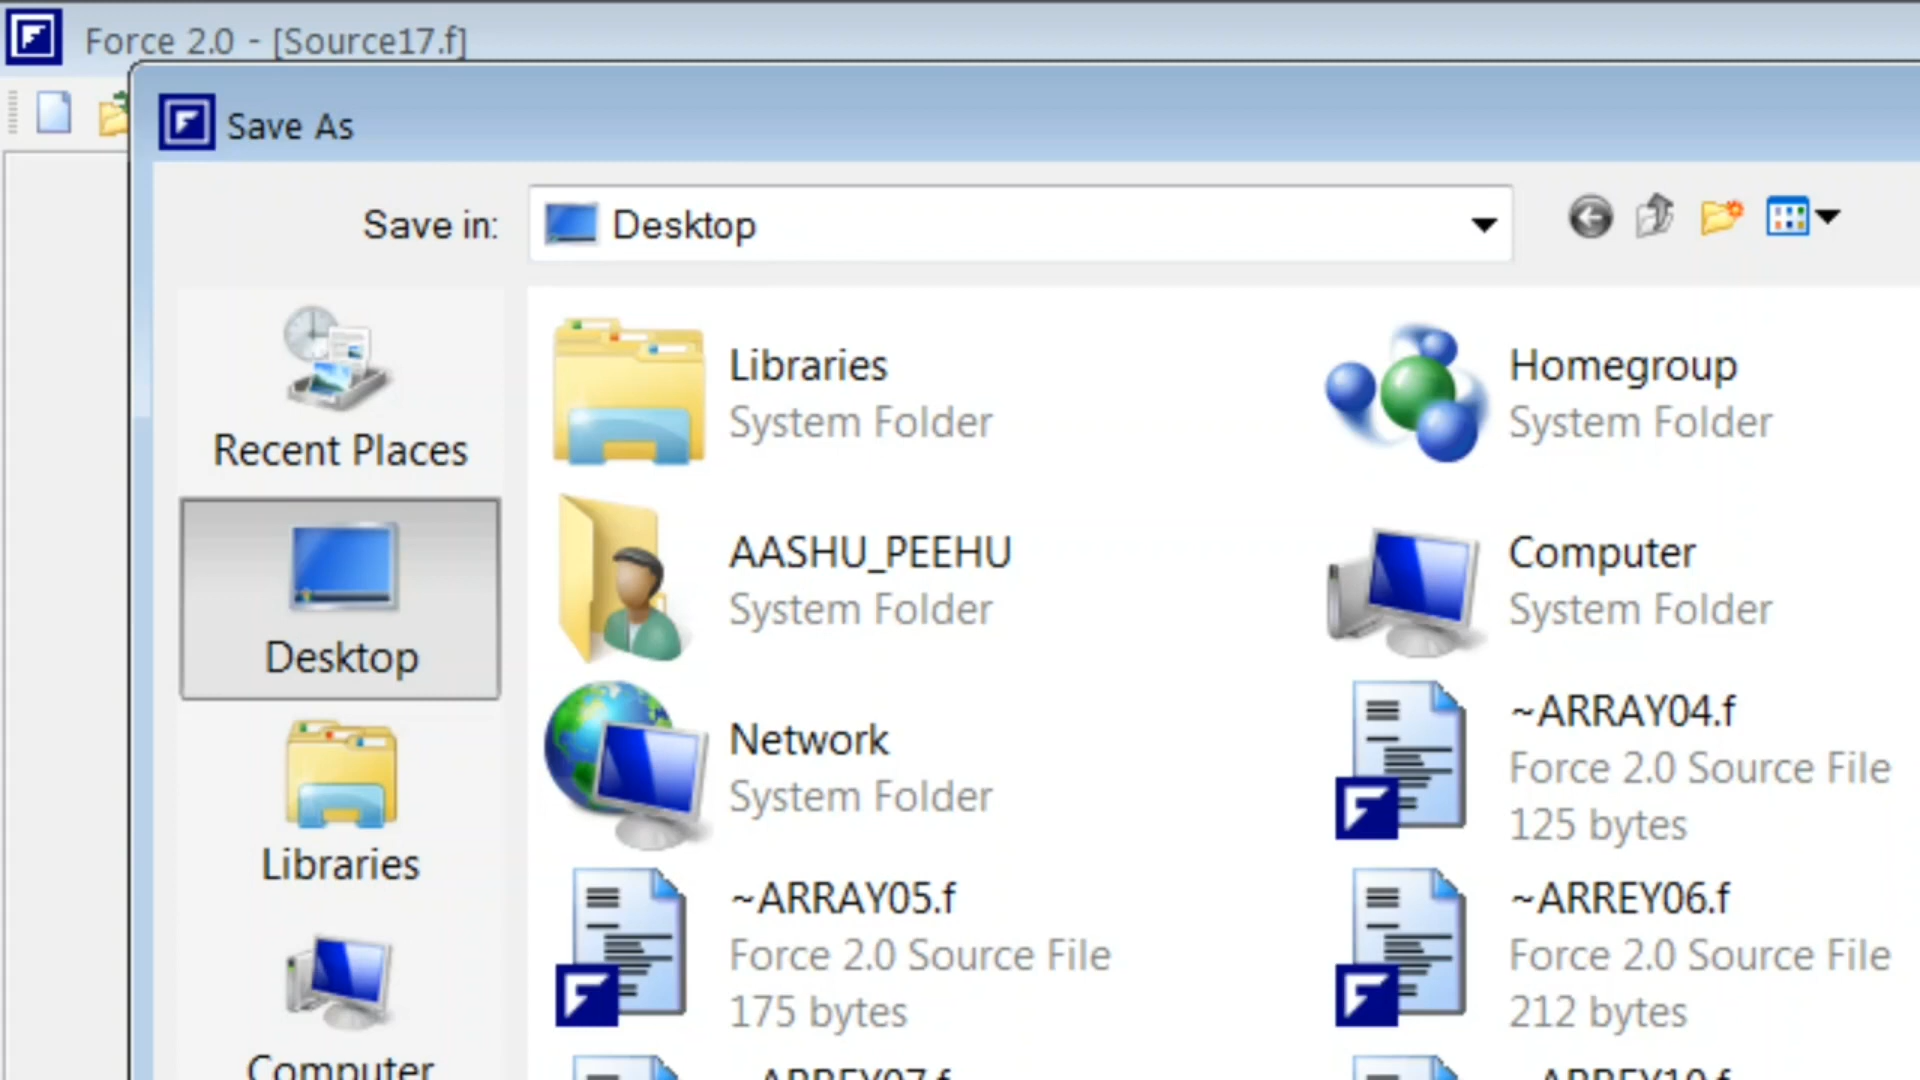 Force 2.0 - [Source17.f]
Save As
Save in:
Desktop
Recent Places
Desktop
Libraries
Computer
Libraries
System Folder
Homegroup
System Folder
AASHU_PEEHU
System Folder
Computer
System Folder
Network
System Folder
~ARRAY04.f
Force 2.0 Source File
125 bytes
~ARRAY05.f
Force 2.0 Source File
175 bytes
~ARREY06.f
Force 2.0 Source File
212 bytes